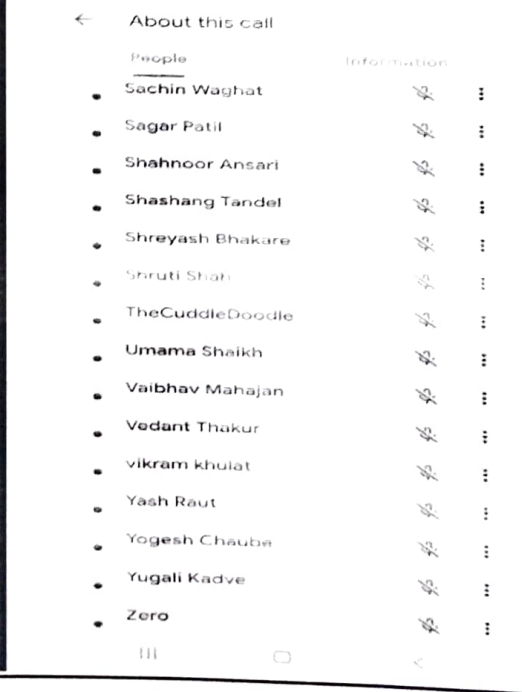 About this call
People Information
Sachin Waghat
Sagar Patil
Shahnoor Ansari
Shashang Tandel
Shreyash Bhakare
Shruti Shah
TheCuddleDoodle
Umama Shaikh
Vaibhav Mahajan
Vedant Thakur
vikram khulat
Yash Raut
Yogesh Chaube
Yugali Kadve
Zero